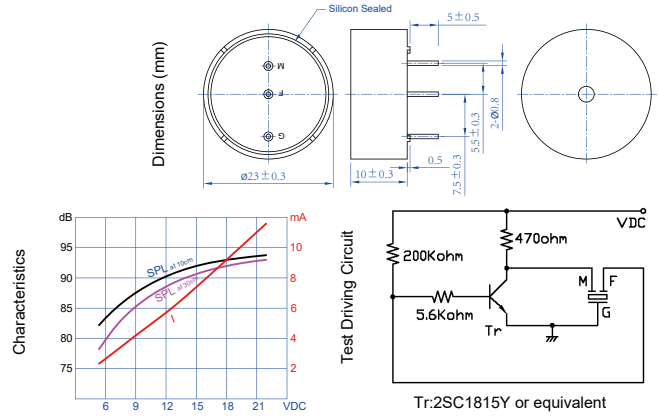 Silicon Sealed
5±0.5
Dimensions (mm)
M
F
G
Ø23±0.3
10±0.3
0.5
7.5±0.3
5.5±0.3
2-Ø0.8
Characteristics
dB
95
90
85
80
75
mA
10
8
6
4
2
SPL at 10cm
SPL at 30cm
I
6 9 12 15 18 21 VDC
Test Driving Circuit
VDC
470ohm
200Kohm
5.6Kohm
Tr
M F
G
Tr:2SC1815Y or equivalent